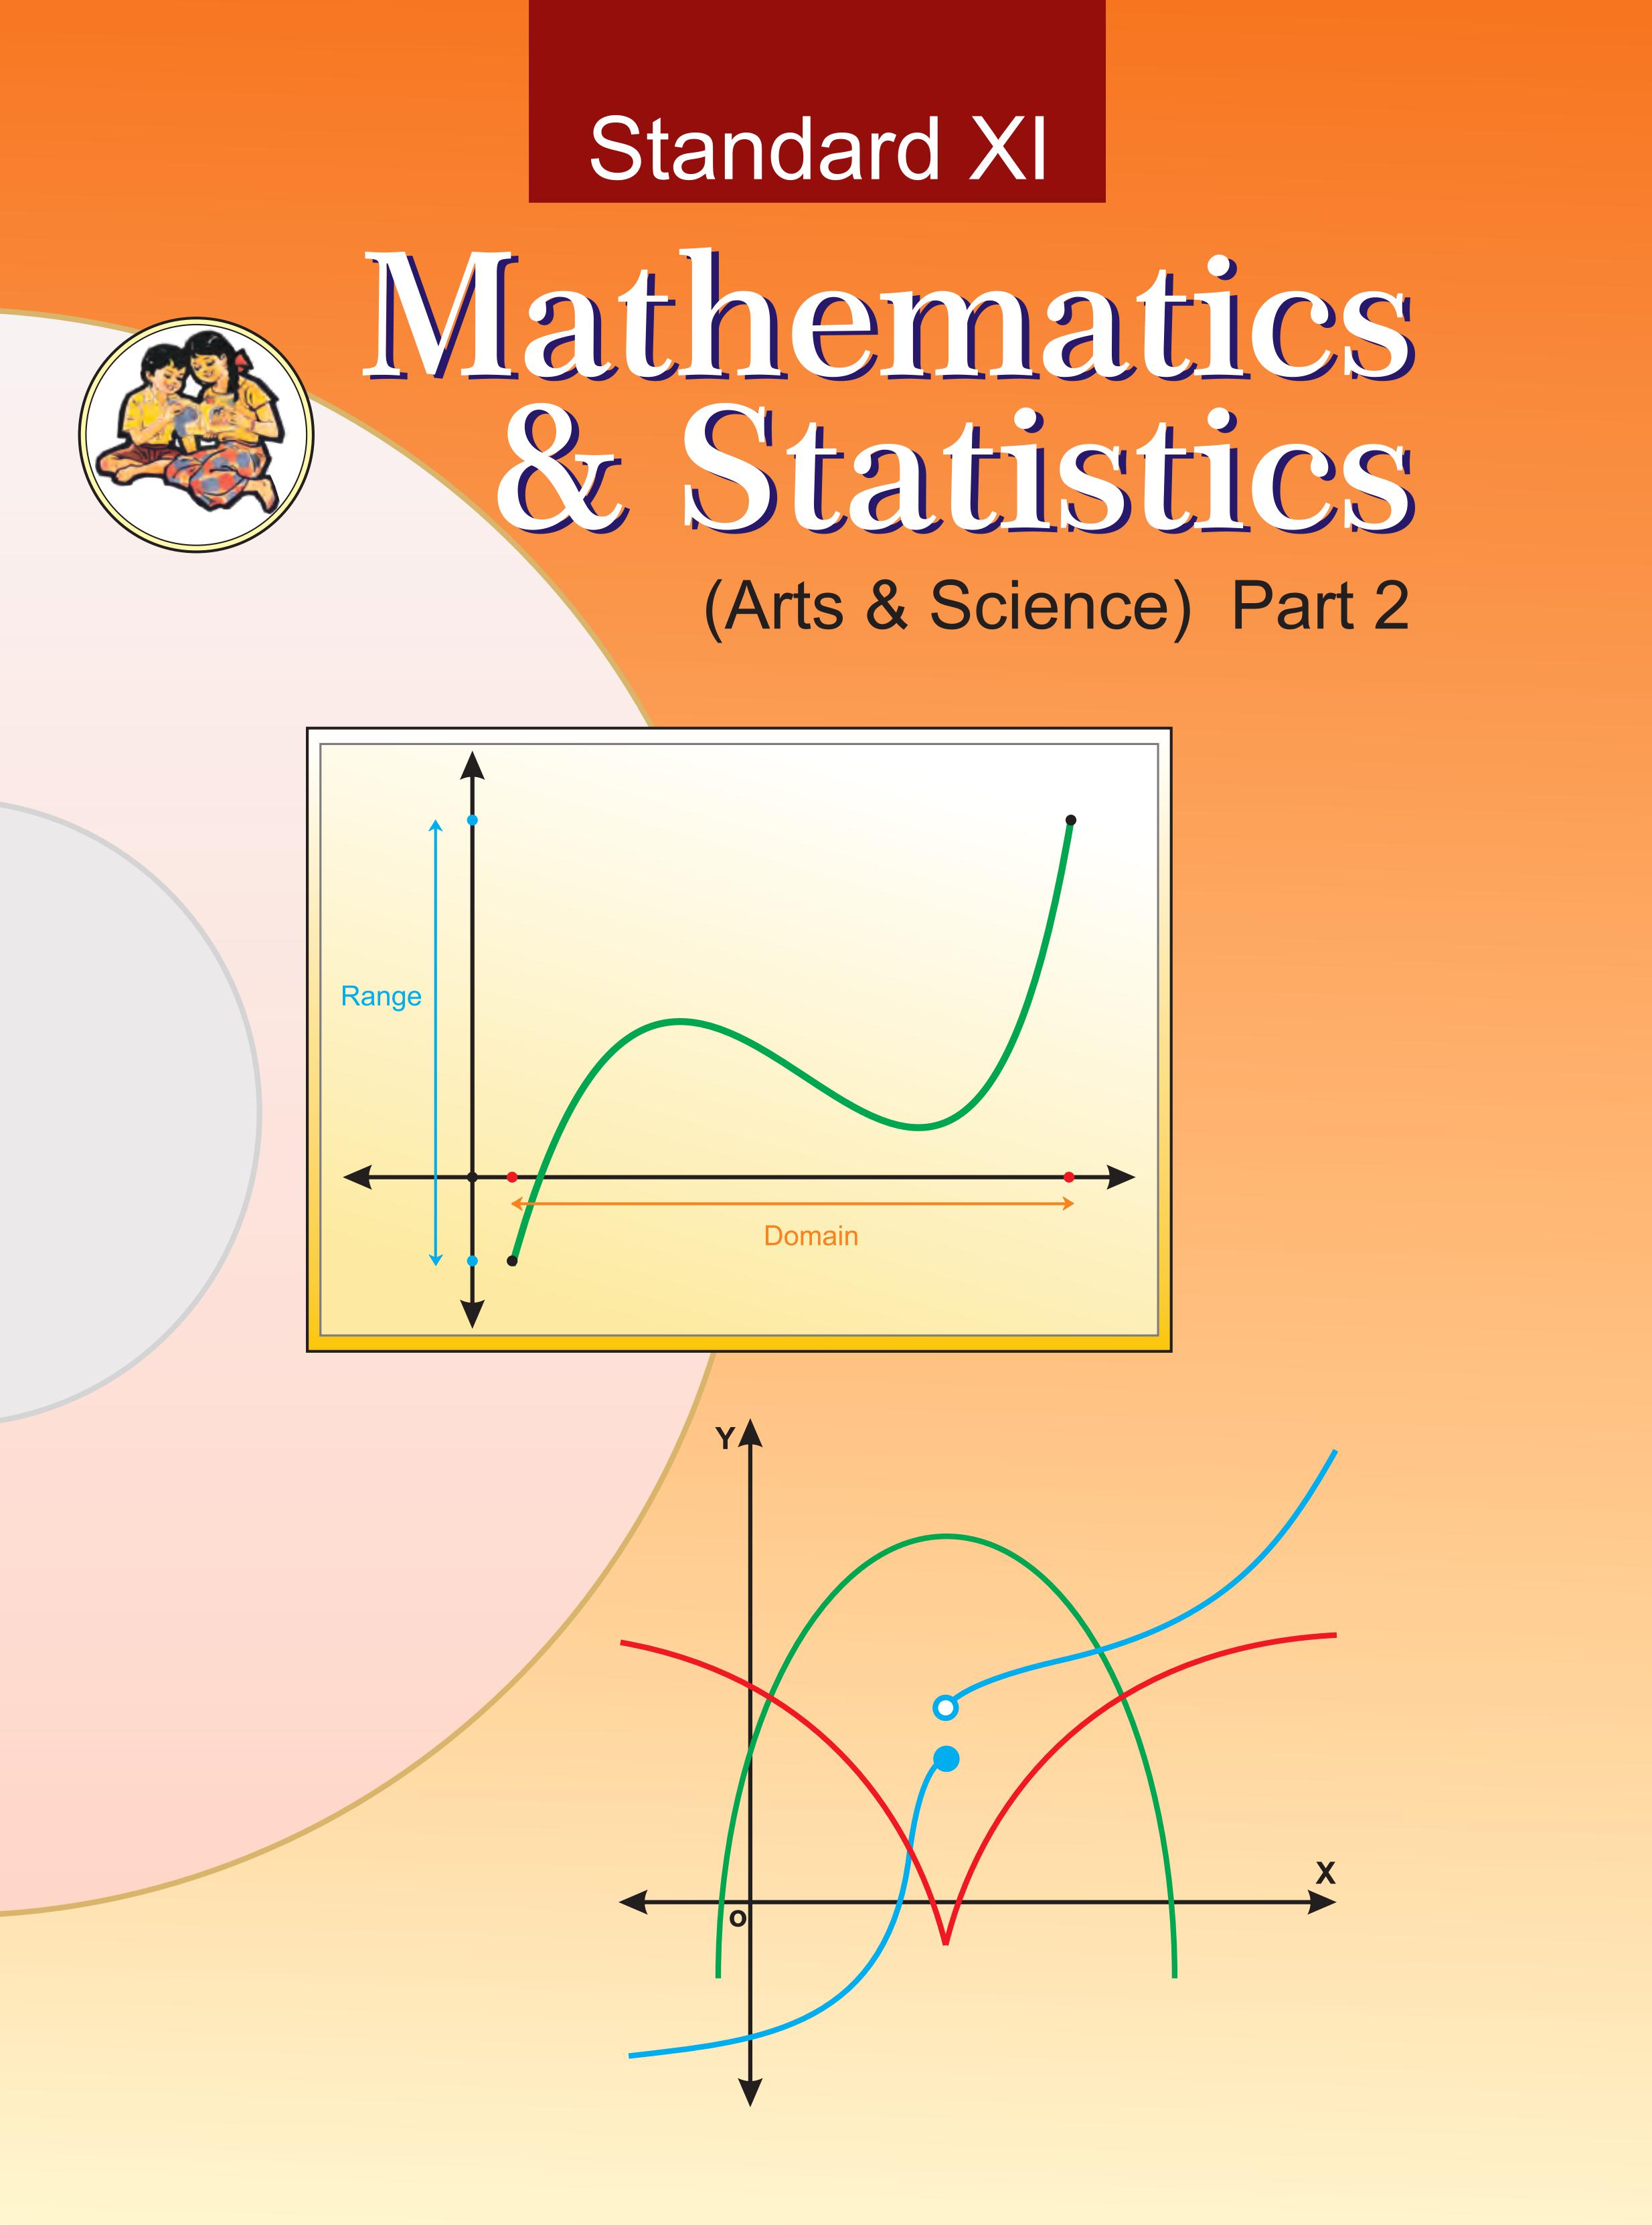 Standard XI
Mathematics
& Statistics
(Arts & Science) Part 2
Range
Domain
Y
X
O